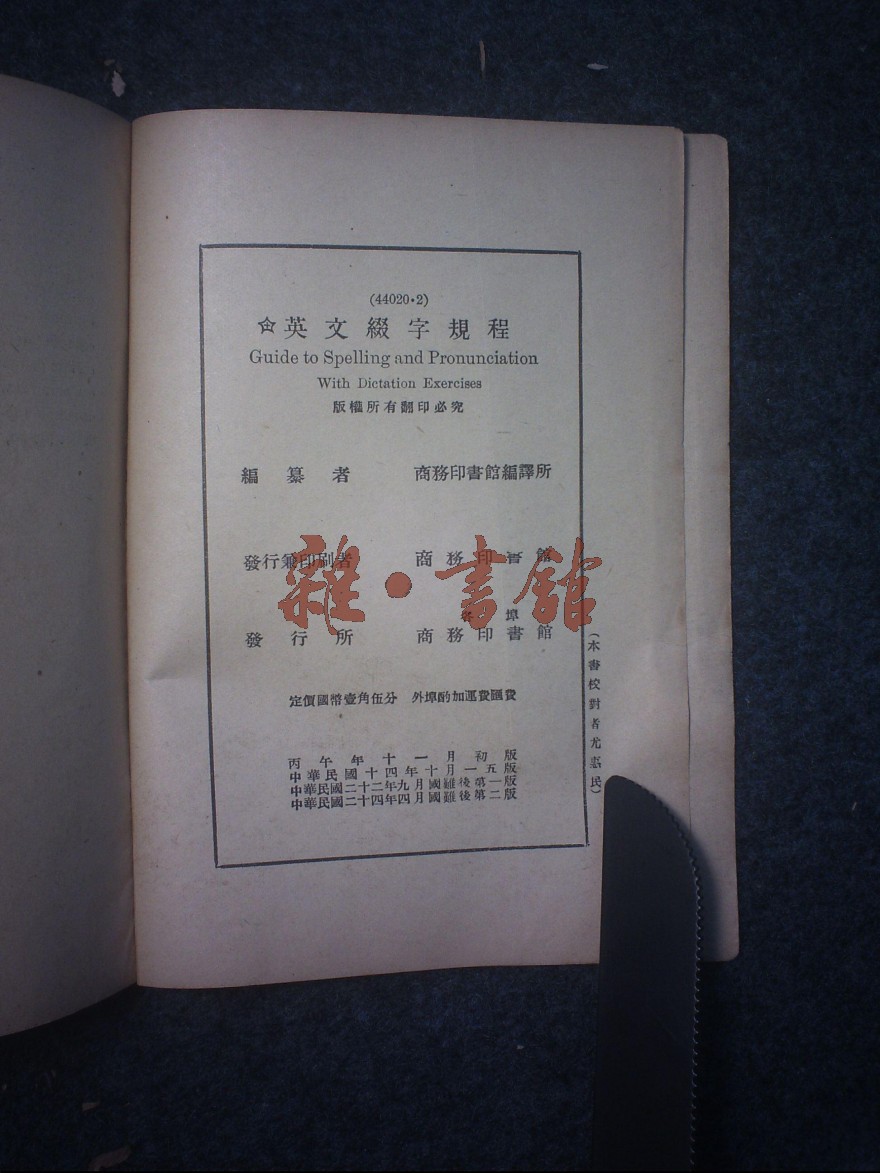 (44020·2)
英文綴字規程
Guide to Spelling and Pronunciation
With Dictation Exercises
版權所有翻印必究
編纂者 商務印書館編譯所
發行兼印刷者 商務印書館
各埠
發行所 商務印書館
定價國幣壹角伍分 外埠酌加運費匯費
丙午年十一月初版
中華民國十四年十月一五版
中華民國二十二年九月國難後第一版
中華民國二十四年四月國難後第二版
(本書校對者尤惠民)
雜·書館